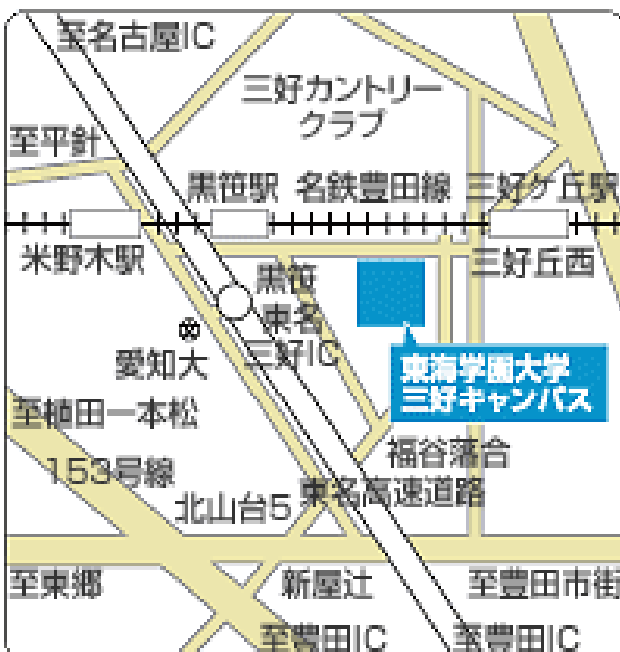 至名古屋IC
三好カントリー
クラブ
至平針
黒笹駅 名鉄豊田線 三好ケ丘駅
米野木駅
三好丘西
黒笹
東名
三好IC
愛知大
東海学園大学
三好キャンパス
至植田一本松
153号線
福谷落合
北山台5
東名高速道路
至東郷
新屋辻
至豊田市街
至豊田IC
至豊田IC